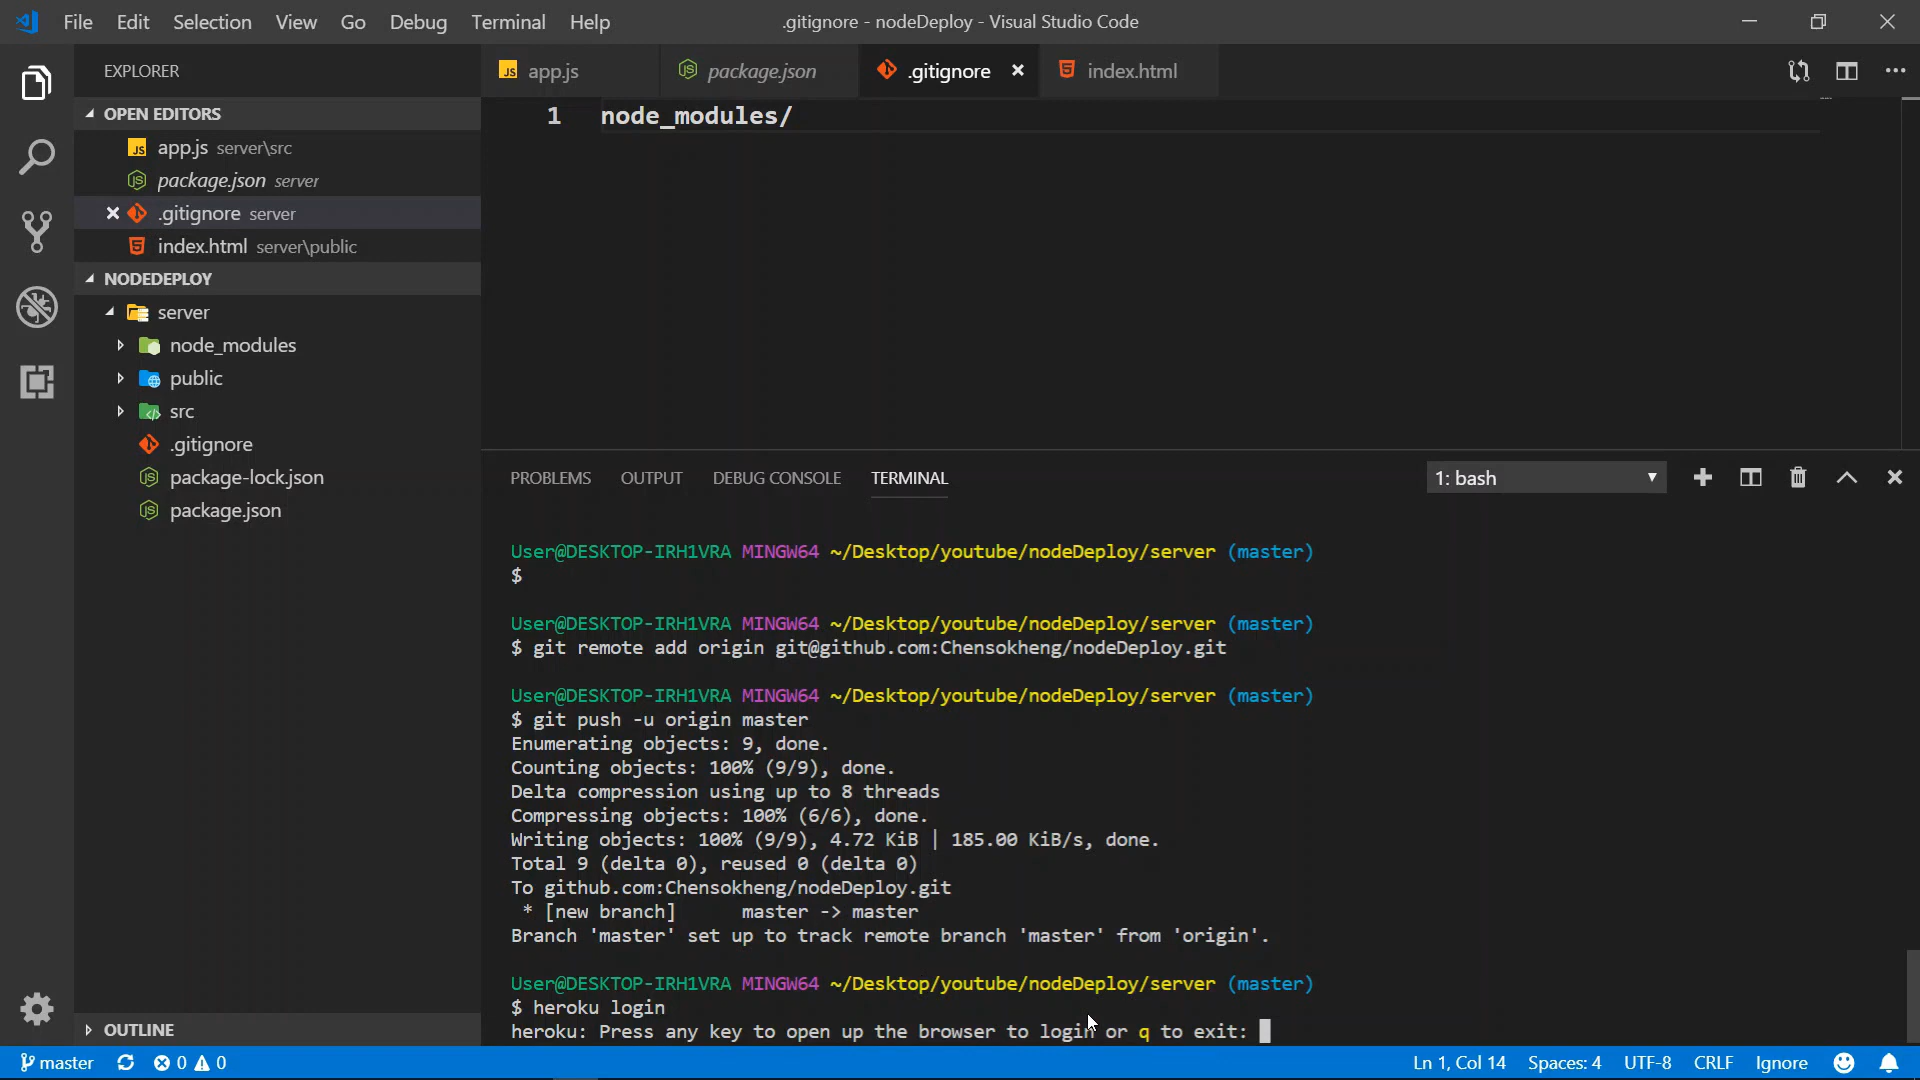 File Edit Selection View Go Debug Terminal Help
.gitignore - nodeDeploy - Visual Studio Code
EXPLORER
OPEN EDITORS
JS app.js server\src
package.json server
.gitignore server
index.html server\public
NODEDEPLOY
server
node_modules
public
src
.gitignore
package-lock.json
package.json
OUTLINE
JS app.js package.json .gitignore index.html
1 node_modules/
PROBLEMS OUTPUT DEBUG CONSOLE TERMINAL
1: bash
User@DESKTOP-IRH1VRA MINGW64 ~/Desktop/youtube/nodeDeploy/server (master)
$
User@DESKTOP-IRH1VRA MINGW64 ~/Desktop/youtube/nodeDeploy/server (master)
$ git remote add origin git@github.com:Chensokheng/nodeDeploy.git
User@DESKTOP-IRH1VRA MINGW64 ~/Desktop/youtube/nodeDeploy/server (master)
$ git push -u origin master
Enumerating objects: 9, done.
Counting objects: 100% (9/9), done.
Delta compression using up to 8 threads
Compressing objects: 100% (6/6), done.
Writing objects: 100% (9/9), 4.72 KiB | 185.00 KiB/s, done.
Total 9 (delta 0), reused 0 (delta 0)
To github.com:Chensokheng/nodeDeploy.git
* [new branch] master -> master
Branch 'master' set up to track remote branch 'master' from 'origin'.
User@DESKTOP-IRH1VRA MINGW64 ~/Desktop/youtube/nodeDeploy/server (master)
$ heroku login
heroku: Press any key to open up the browser to login or q to exit:
master 0 0
Ln 1, Col 14 Spaces: 4 UTF-8 CRLF Ignore